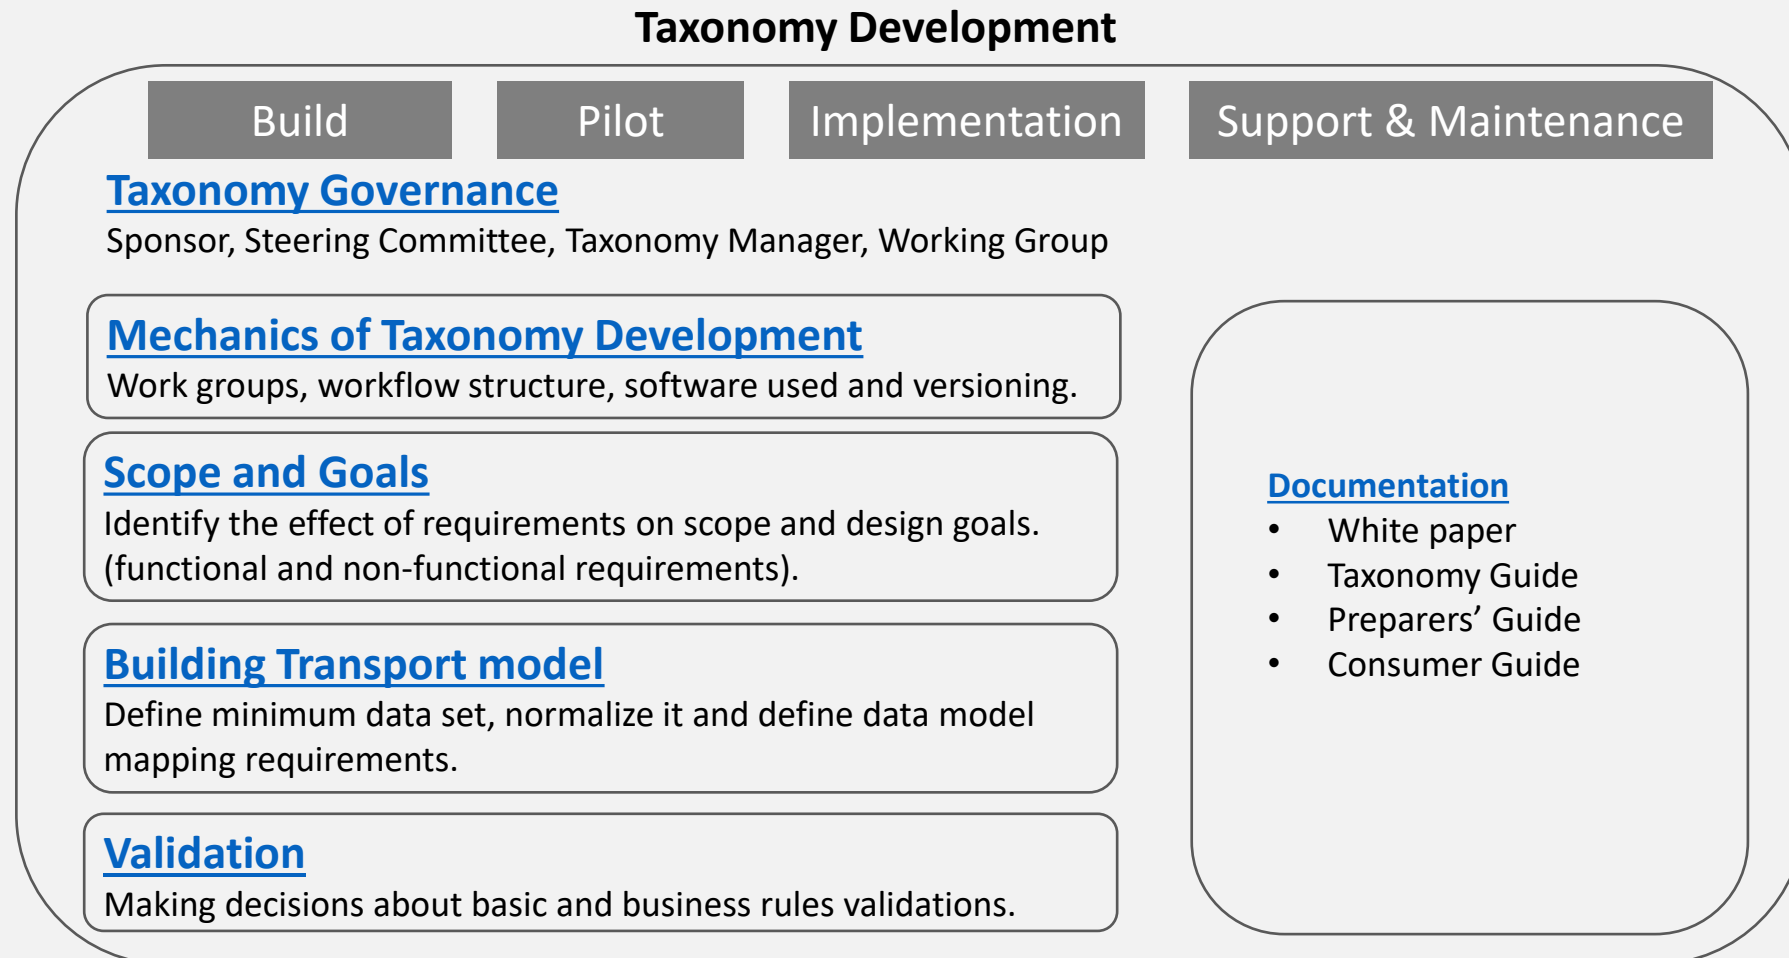 Taxonomy Development
Build
Pilot
Implementation
Support & Maintenance
Taxonomy Governance
Sponsor, Steering Committee, Taxonomy Manager, Working Group
Mechanics of Taxonomy Development
Work groups, workflow structure, software used and versioning.
Scope and Goals
Identify the effect of requirements on scope and design goals.
(functional and non-functional requirements).
Building Transport model
Define minimum data set, normalize it and define data model
mapping requirements.
Validation
Making decisions about basic and business rules validations.
Documentation
• White paper
• Taxonomy Guide
• Preparers’ Guide
• Consumer Guide